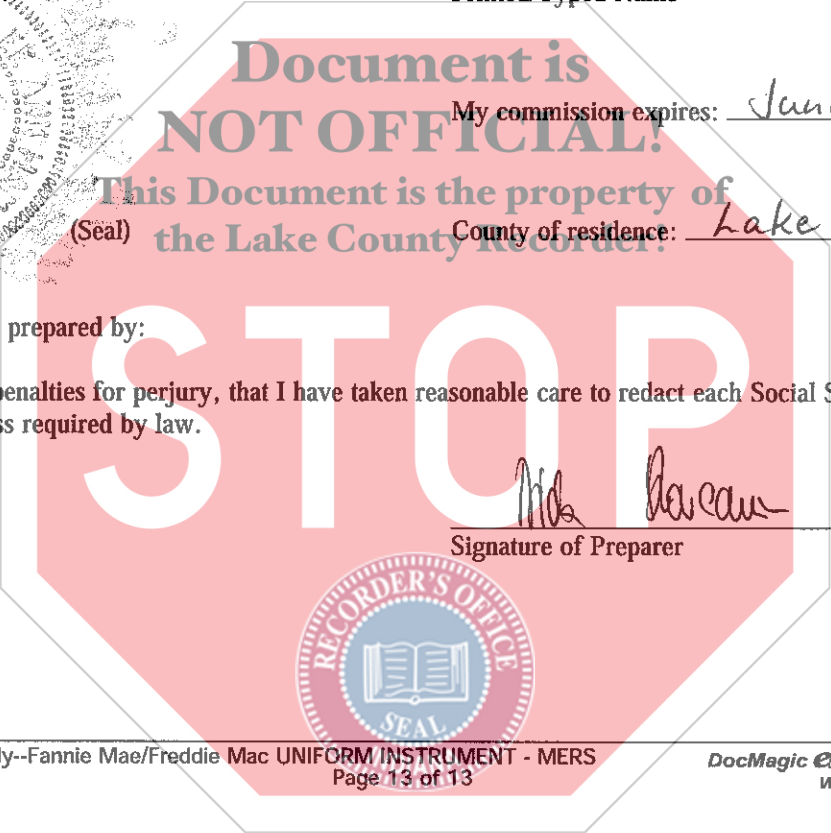 Document is
NOT OFFICIAL!
My commission expires:
This Document is the property of
the Lake County Recorder!
(Seal)
County of residence: Lake
prepared by:
STOP
penalties for perjury, that I have taken reasonable care to redact each Social S
ss required by law.
Signature of Preparer
RECORDER'S OFFICE
SEAL
ly--Fannie Mae/Freddie Mac UNIFORM INSTRUMENT - MERS
Page 13 of 13
DocMagic